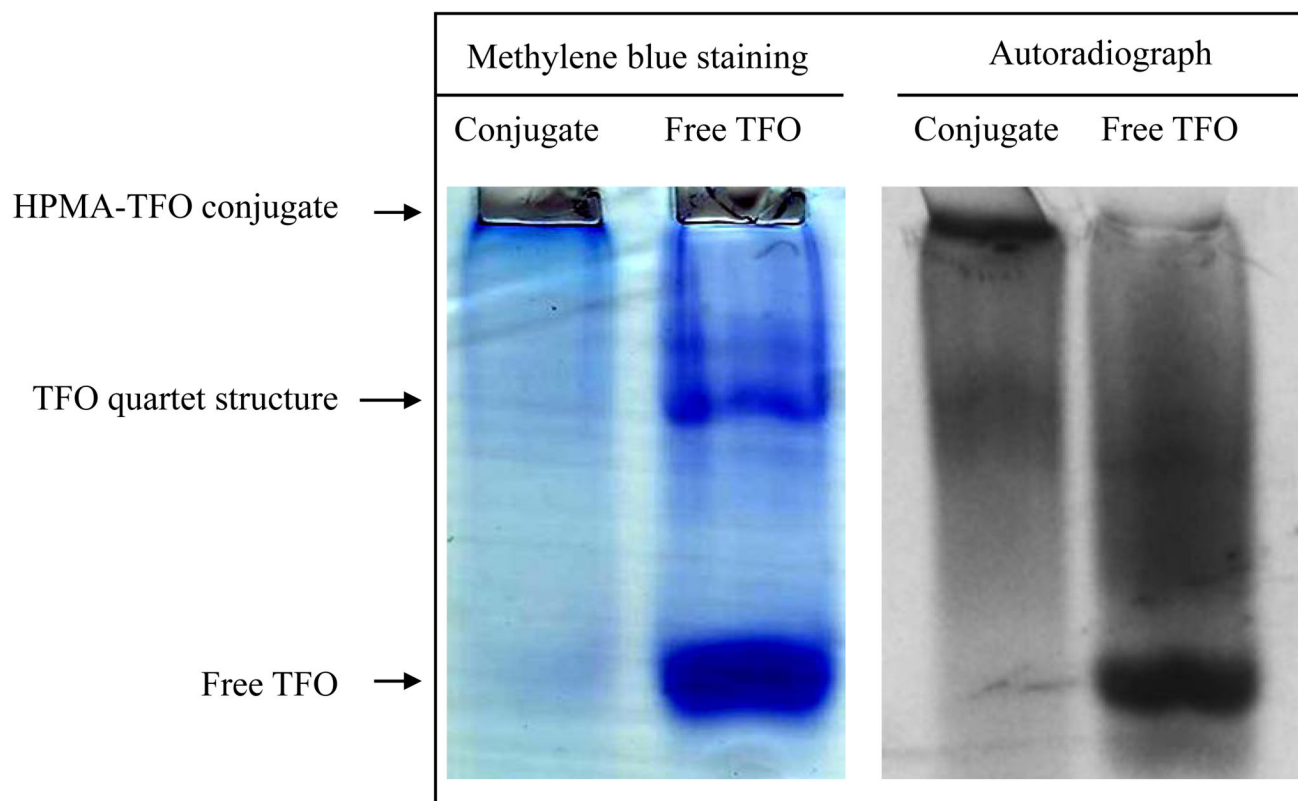 Methylene blue staining
Autoradiograph
Conjugate
Free TFO
Conjugate
Free TFO
HPMA-TFO conjugate
TFO quartet structure
Free TFO